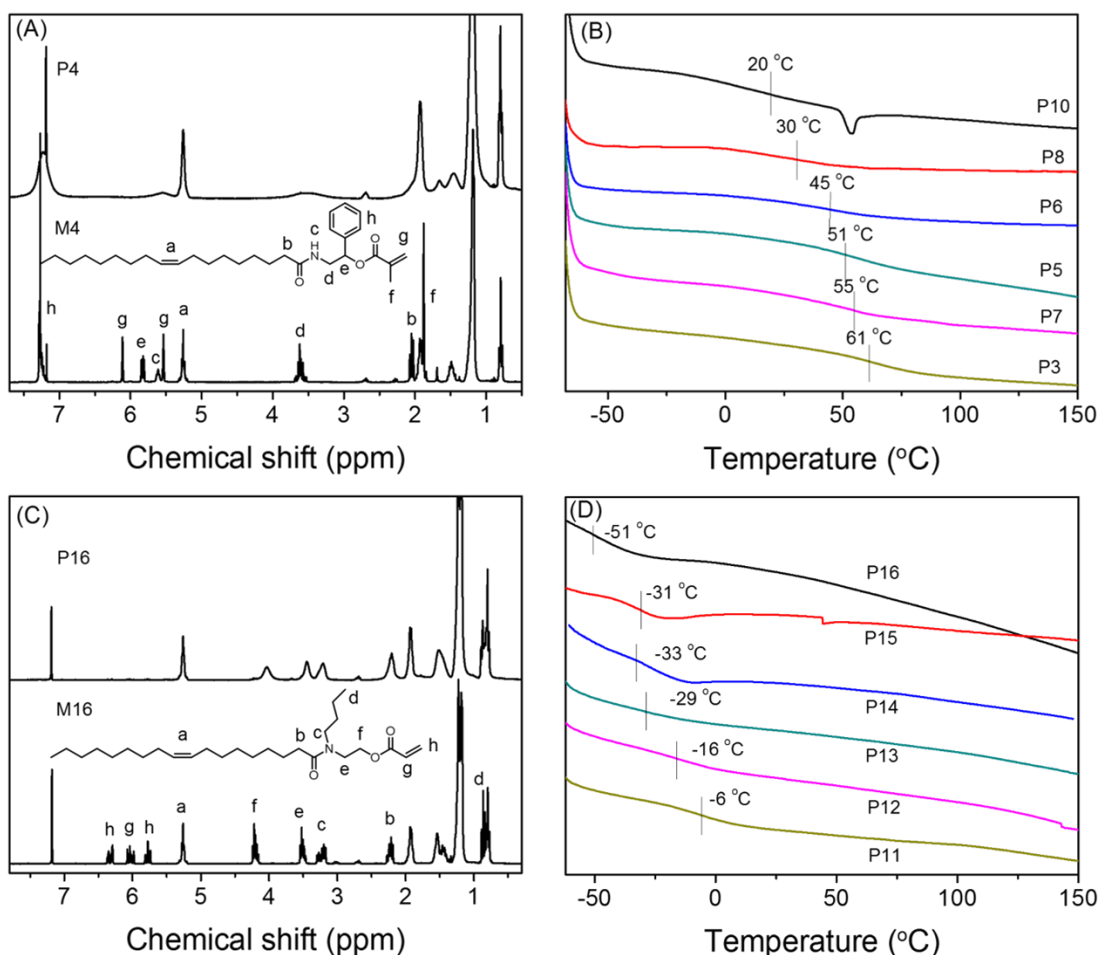 (A)
P4
M4
a
b
c
HN
O
d
e
O
O
h
g
f
h
g
e
c
g
a
d
b
f
7 6 5 4 3 2 1
Chemical shift (ppm)
(B)
20 °C
P10
30 °C
P8
45 °C
P6
51 °C
P5
55 °C
P7
61 °C
P3
-50 0 50 100 150
Temperature (°C)
(C)
P16
M16
a
b
O
c
N
d
e
f
O
O
g
h
h
g
h
a
f
e
c
b
d
7 6 5 4 3 2 1
Chemical shift (ppm)
(D)
-51 °C
P16
-31 °C
P15
-33 °C
P14
-29 °C
P13
-16 °C
P12
-6 °C
P11
-50 0 50 100 150
Temperature (°C)